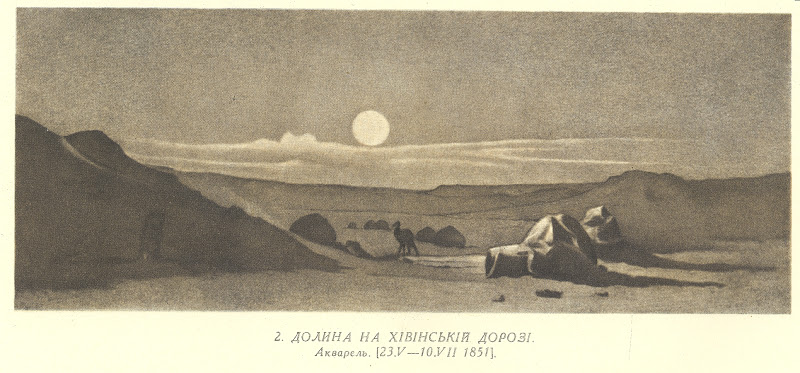 2. ДОЛИНА НА ХІВІНСЬКІЙ ДОРОЗІ.
Акварель. [23.V—10.VII 1851].